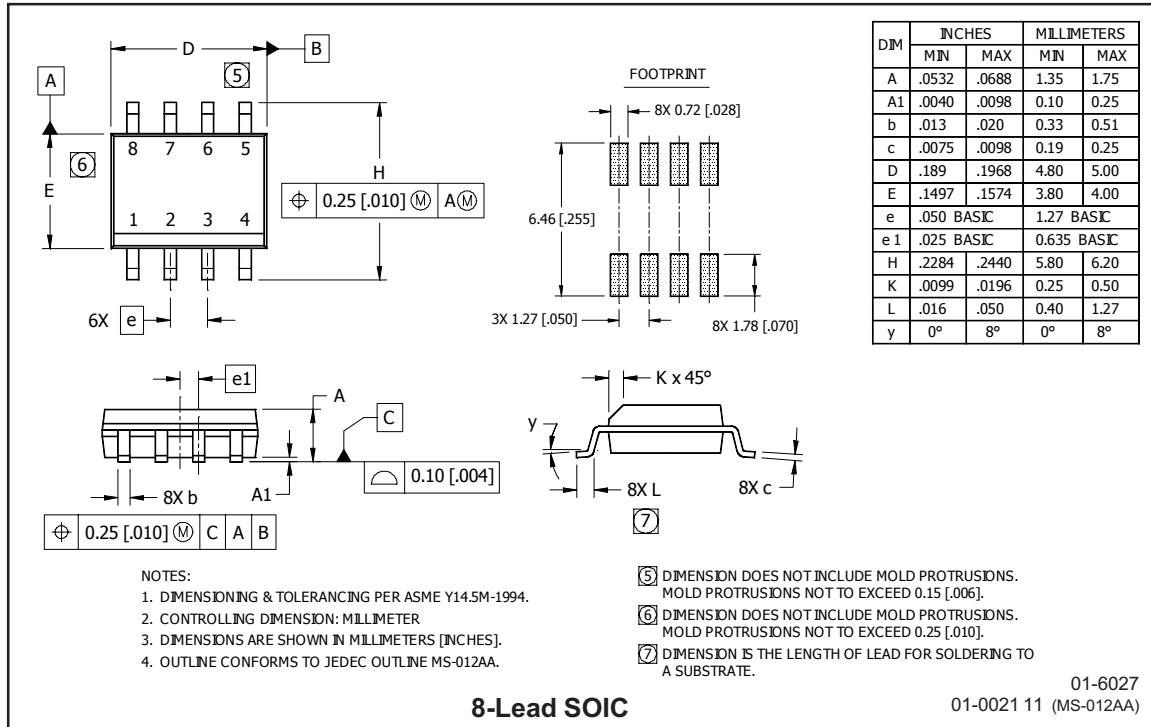 D
B
5
A
8 7 6 5
6
E
H
⌖ 0.25 [.010] Ⓜ A Ⓜ
1 2 3 4
6X e
FOOTPRINT
8X 0.72 [.028]
6.46 [.255]
3X 1.27 [.050]
8X 1.78 [.070]
DIM INCHES MILLIMETERS
MIN MAX MIN MAX
A .0532 .0688 1.35 1.75
A1 .0040 .0098 0.10 0.25
b .013 .020 0.33 0.51
c .0075 .0098 0.19 0.25
D .189 .1968 4.80 5.00
E .1497 .1574 3.80 4.00
e .050 BASIC 1.27 BASIC
e 1 .025 BASIC 0.635 BASIC
H .2284 .2440 5.80 6.20
K .0099 .0196 0.25 0.50
L .016 .050 0.40 1.27
y 0° 8° 0° 8°
e1
A
C
⌓ 0.10 [.004]
8X b
A1
⌖ 0.25 [.010] Ⓜ C A B
K x 45°
y
8X L
8X c
7
NOTES:
1. DIMENSIONING & TOLERANCING PER ASME Y14.5M-1994.
2. CONTROLLING DIMENSION: MILLIMETER
3. DIMENSIONS ARE SHOWN IN MILLIMETERS [INCHES].
4. OUTLINE CONFORMS TO JEDEC OUTLINE MS-012AA.
5 DIMENSION DOES NOT INCLUDE MOLD PROTRUSIONS.
MOLD PROTRUSIONS NOT TO EXCEED 0.15 [.006].
6 DIMENSION DOES NOT INCLUDE MOLD PROTRUSIONS.
MOLD PROTRUSIONS NOT TO EXCEED 0.25 [.010].
7 DIMENSION IS THE LENGTH OF LEAD FOR SOLDERING TO
A SUBSTRATE.
8-Lead SOIC
01-6027
01-0021 11 (MS-012AA)